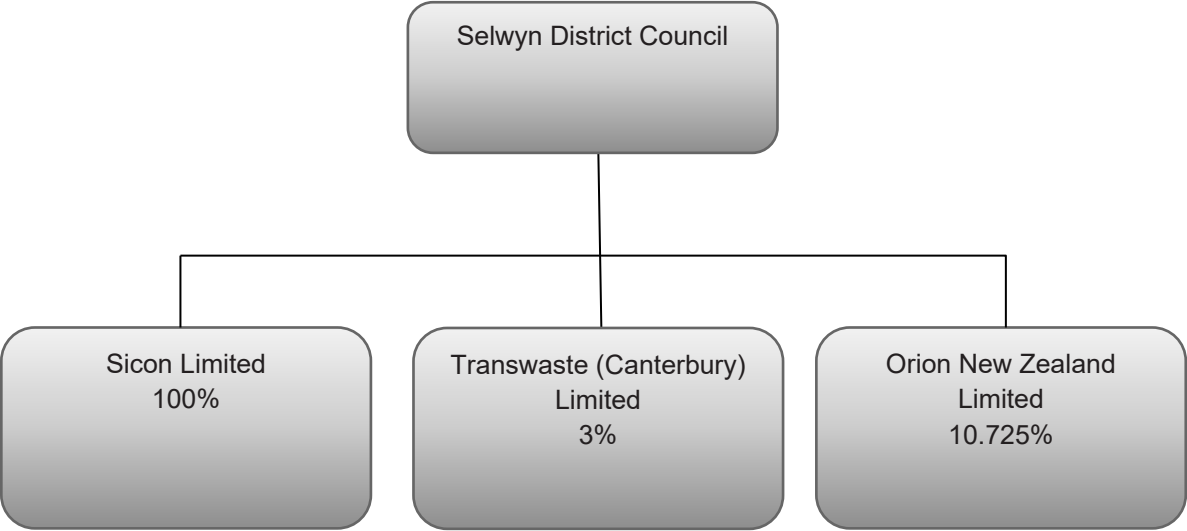 Selwyn District Council
Sicon Limited
100%
Transwaste (Canterbury)
Limited
3%
Orion New Zealand
Limited
10.725%